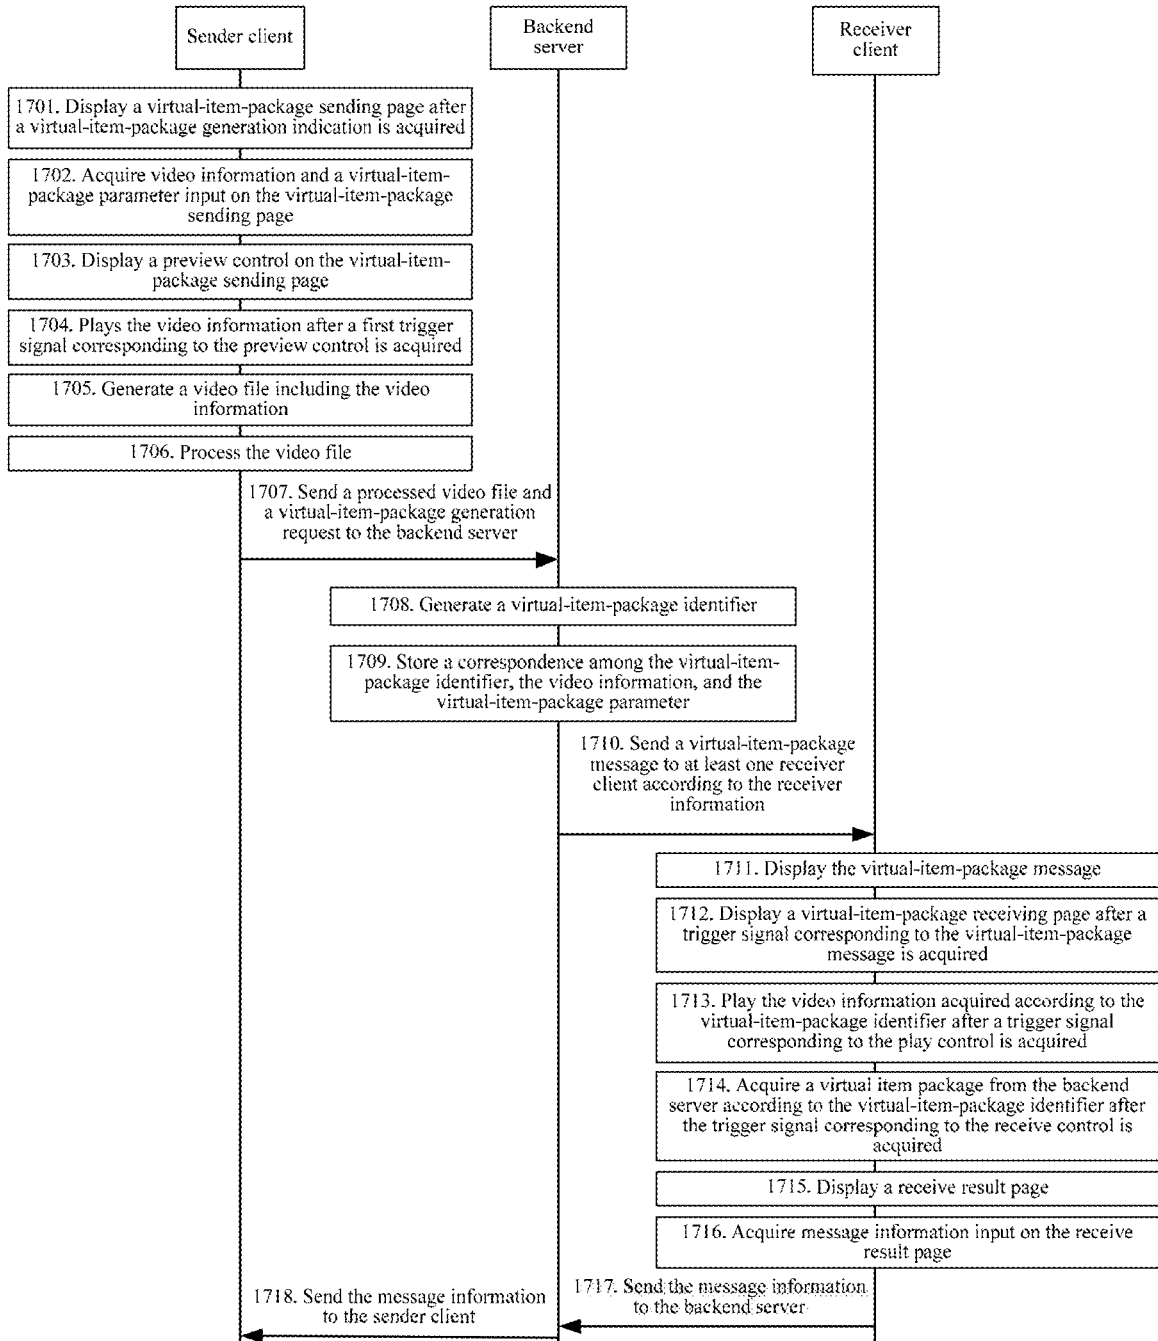 Sender client
Backend
server
Receiver
client
1701. Display a virtual-item-package sending page after
a virtual-item-package generation indication is acquired
1702. Acquire video information and a virtual-item-
package parameter input on the virtual-item-package
sending page
1703. Display a preview control on the virtual-item-
package sending page
1704. Plays the video information after a first trigger
signal corresponding to the preview control is acquired
1705. Generate a video file including the video
information
1706. Process the video file
1707. Send a processed video file and
a virtual-item-package generation
request to the backend server
1708. Generate a virtual-item-package identifier
1709. Store a correspondence among the virtual-item-
package identifier, the video information, and the
virtual-item-package parameter
1710. Send a virtual-item-package
message to at least one receiver
client according to the receiver
information
1711. Display the virtual-item-package message
1712. Display a virtual-item-package receiving page after a
trigger signal corresponding to the virtual-item-package
message is acquired
1713. Play the video information acquired according to the
virtual-item-package identifier after a trigger signal
corresponding to the play control is acquired
1714. Acquire a virtual item package from the backend
server according to the virtual-item-package identifier after
the trigger signal corresponding to the receive control is
acquired
1715. Display a receive result page
1716. Acquire message information input on the receive
result page
1717. Send the message information
to the backend server
1718. Send the message information
to the sender client